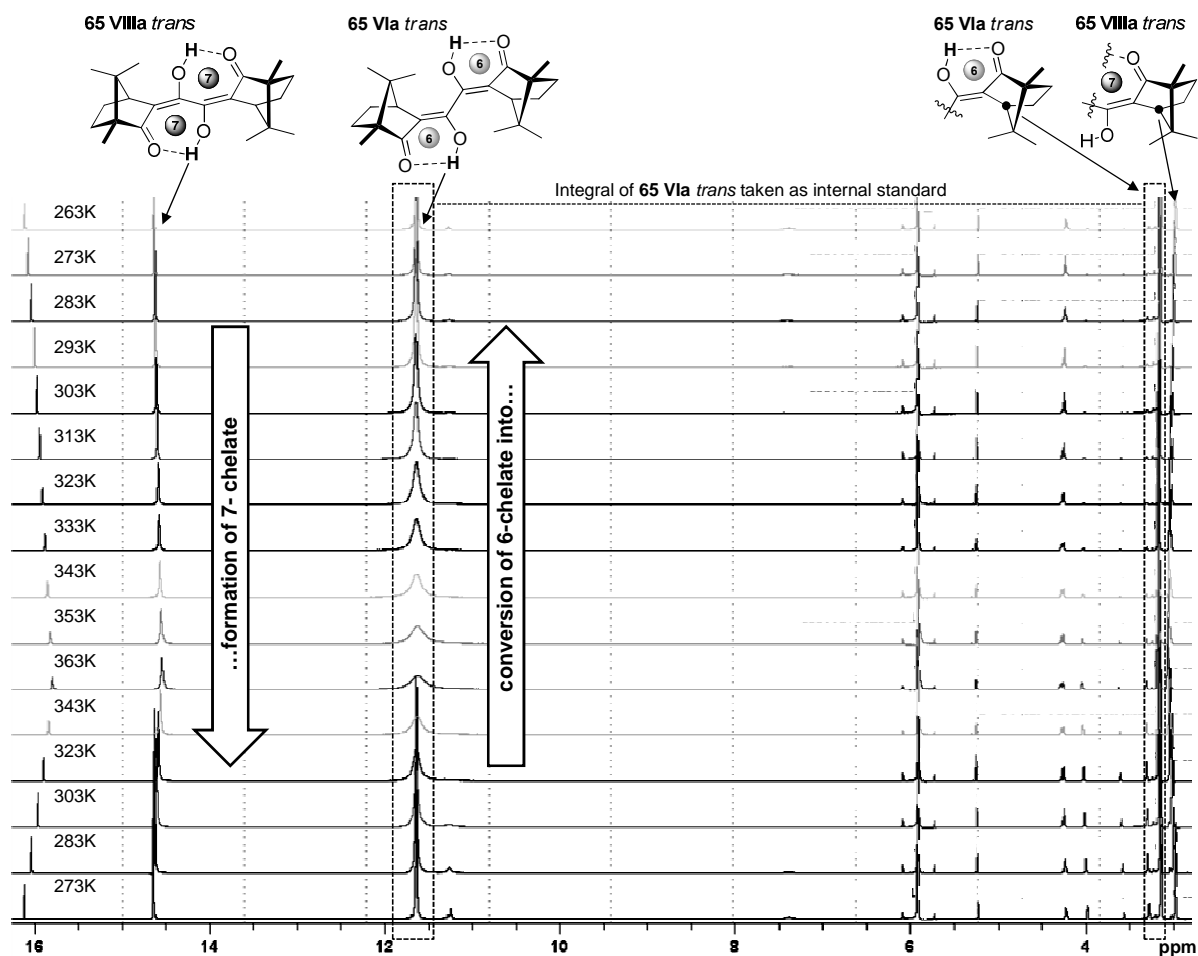 65 VIIIa trans
65 VIa trans
65 VIa trans
65 VIIIa trans
H
O
O
7
7
O
H
O
H
O
O
6
6
O
H
O
H
O
O
6
O
7
H
O
Integral of 65 VIa trans taken as internal standard
263K
273K
283K
293K
303K
313K
323K
333K
343K
353K
363K
343K
323K
303K
283K
273K
...formation of 7- chelate
conversion of 6-chelate into...
16
14
12
10
8
6
4
ppm